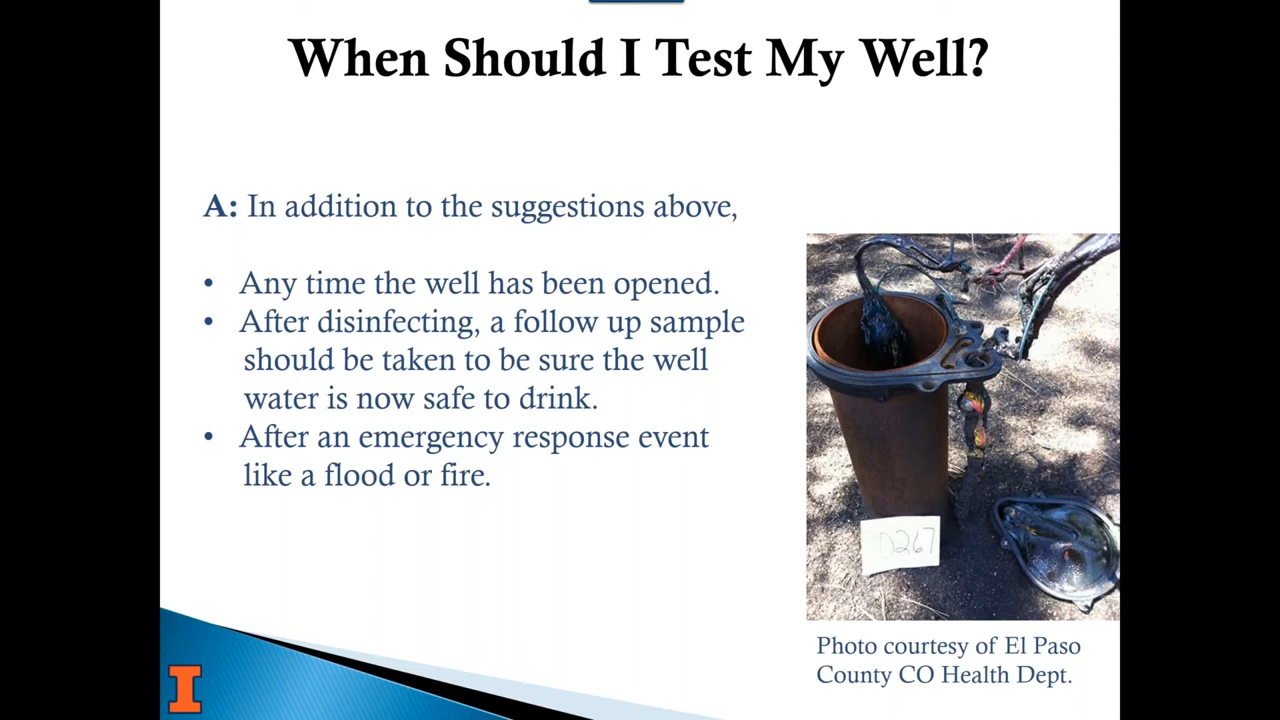 When Should I Test My Well?
A: In addition to the suggestions above,
• Any time the well has been opened.
• After disinfecting, a follow up sample
should be taken to be sure the well
water is now safe to drink.
• After an emergency response event
like a flood or fire.
D267
Photo courtesy of El Paso
County CO Health Dept.
I